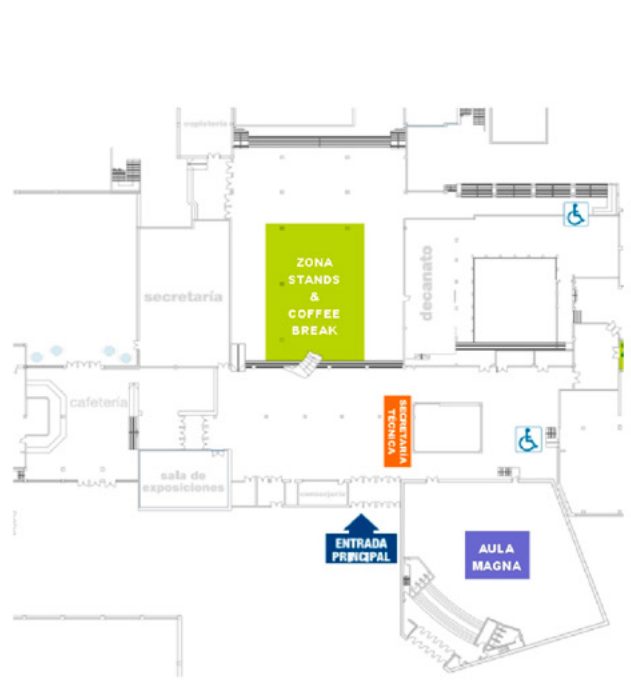 copistería
ZONA
STANDS
&
COFFEE
BREAK
secretaría
decanato
cafetería
SECRETARÍA
TÉCNICA
sala de
exposiciones
conserjería
ENTRADA
PRINCIPAL
AULA
MAGNA